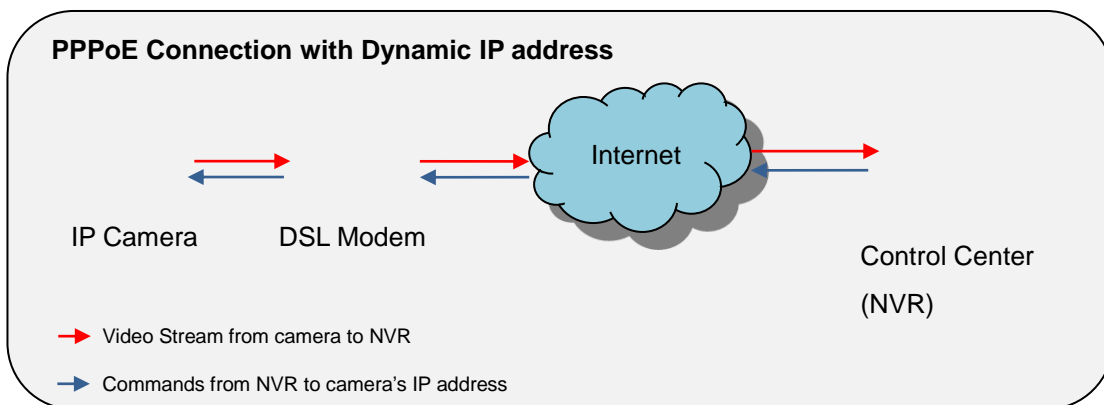 PPPoE Connection with Dynamic IP address
Internet
IP Camera
DSL Modem
Control Center
(NVR)
Video Stream from camera to NVR
Commands from NVR to camera’s IP address